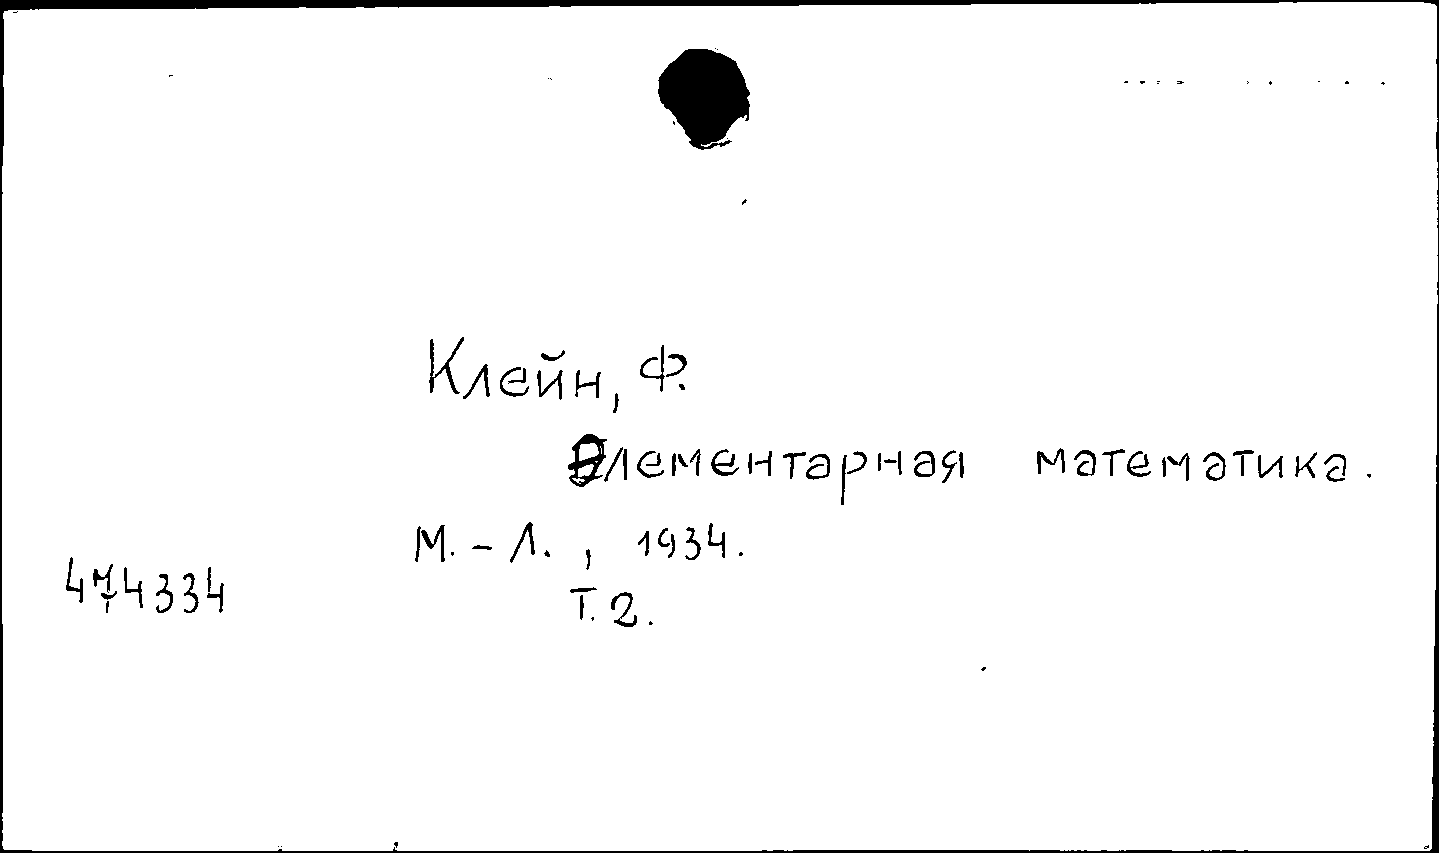 Клейн, Ф.
Элементарная математика.
М. - Л. , 1934.
474334
Т. 2.